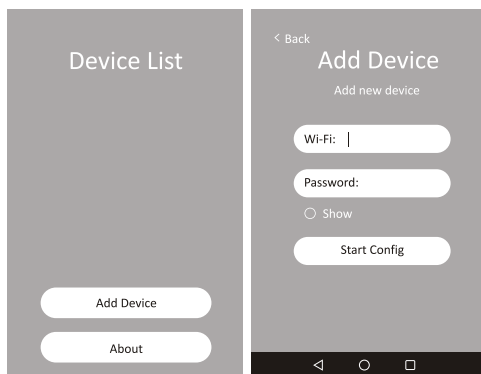 Device List
Add Device
About
< Back
Add Device
Add new device
Wi-Fi:
Password:
Show
Start Config